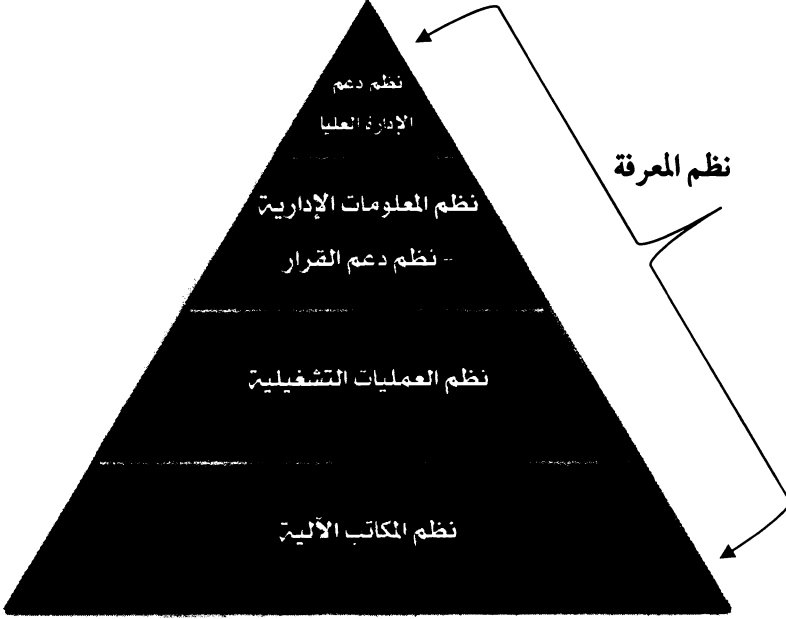 نظم دعم
الإدارة العليا
نظم المعرفة
نظم المعلومات الإدارية
- نظم دعم القرار
نظم العمليات التشغيلية
نظم المكاتب الآلية